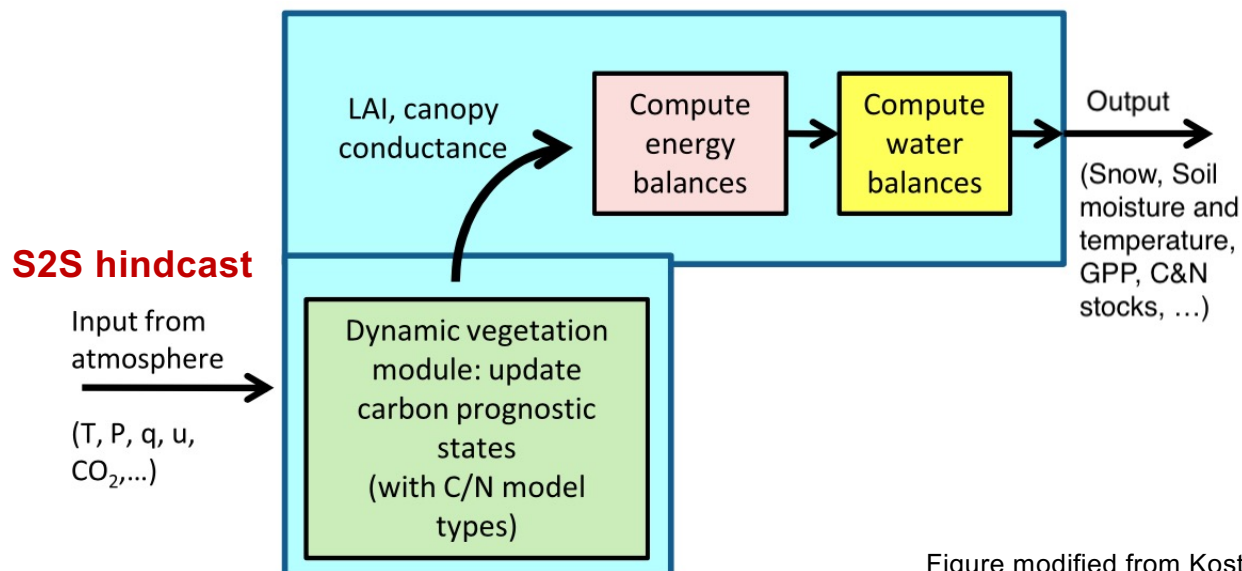 S2S hindcast
Input from
atmosphere
(T, P, q, u,
CO₂,…)
LAI, canopy
conductance
Dynamic vegetation
module: update
carbon prognostic
states
(with C/N model
types)
Compute
energy
balances
Compute
water
balances
Output
(Snow, Soil
moisture and
temperature,
GPP, C&N
stocks, …)
Figure modified from Kost